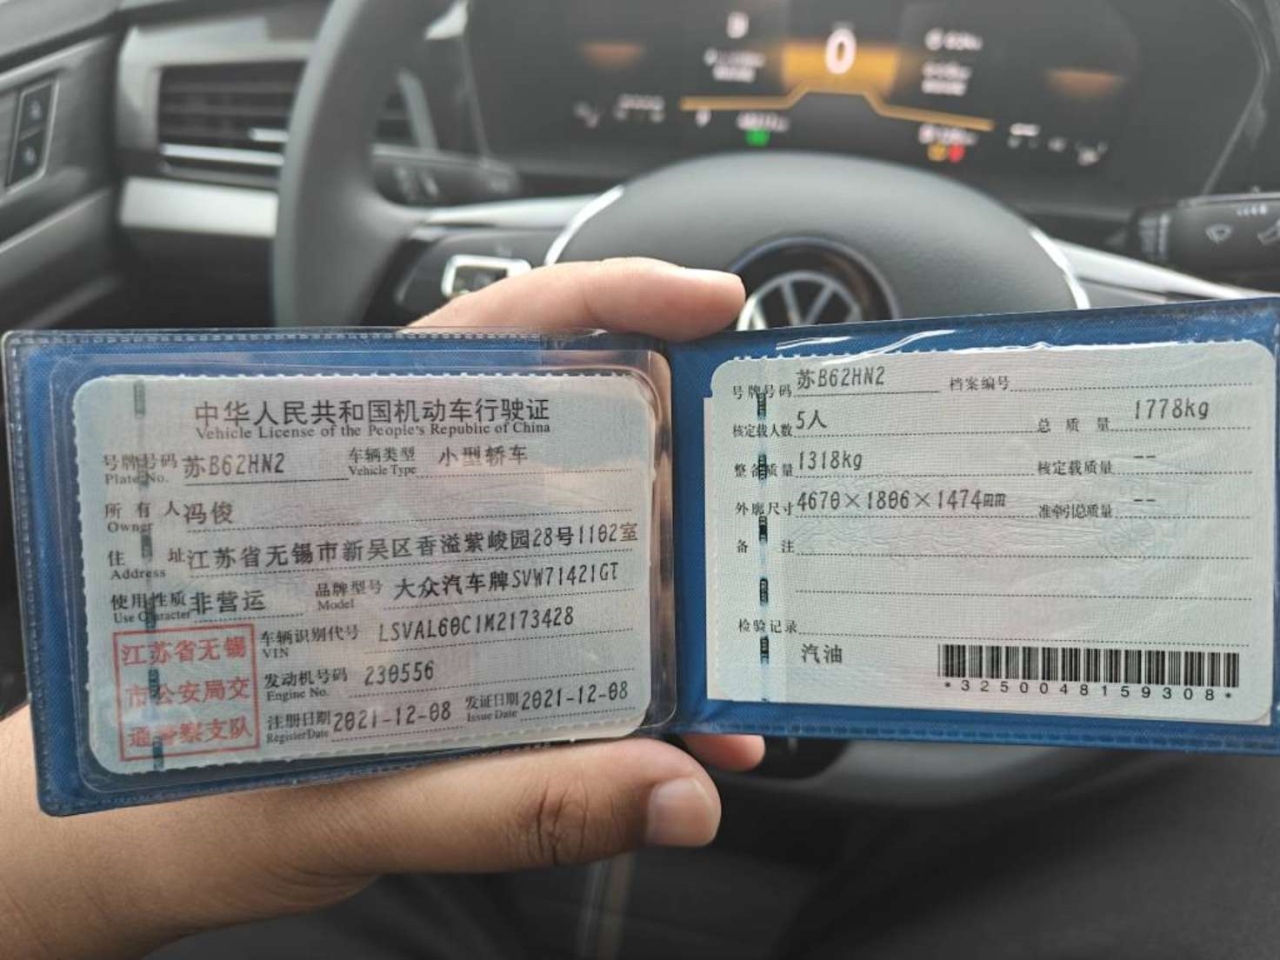 中华人民共和国机动车行驶证
Vehicle License of the People's Republic of China
号牌号码 苏B62HN2 车辆类型 小型轿车
Plate No. Vehicle Type
所有人 冯俊
Owner
住址 江苏省无锡市新吴区香溢紫峻园28号1102室
Address
使用性质 非营运 品牌型号 大众汽车牌SVW71421GT
Use Character Model
江苏省无锡
市公安局交
通警察支队
车辆识别代号 LSVAL60C1M2173428
VIN
发动机号码 230556
Engine No.
注册日期 2021-12-08 发证日期 2021-12-08
Register Date Issue Date
号牌号码 苏B62HN2 档案编号
核定载人数 5人 总质量 1778kg
整备质量 1318kg 核定载质量 --
外廓尺寸 4670×1806×1474mm 准牵引总质量 --
备注
检验记录
汽油
*3250048159308*
0